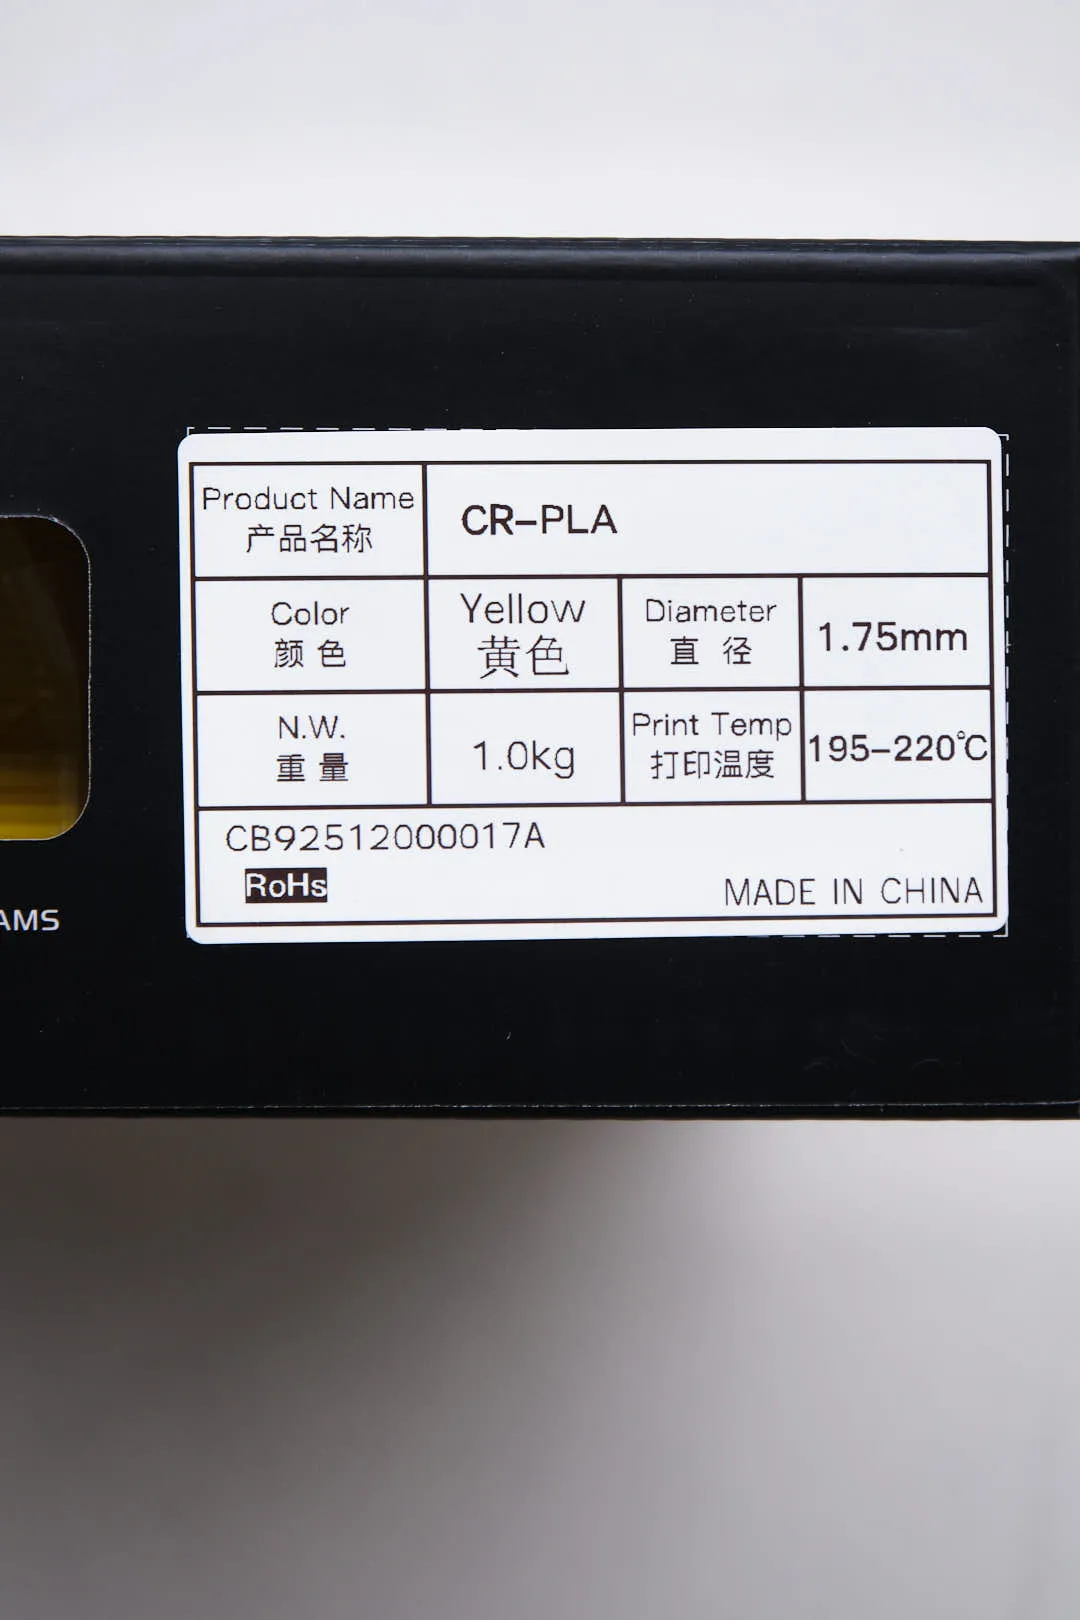 Product Name
产品名称
CR-PLA
Color
颜 色
Yellow
黄色
Diameter
直 径
1.75mm
N.W.
重 量
1.0kg
Print Temp
打印温度
195-220℃
CB92512000017A
RoHs
MADE IN CHINA
AMS